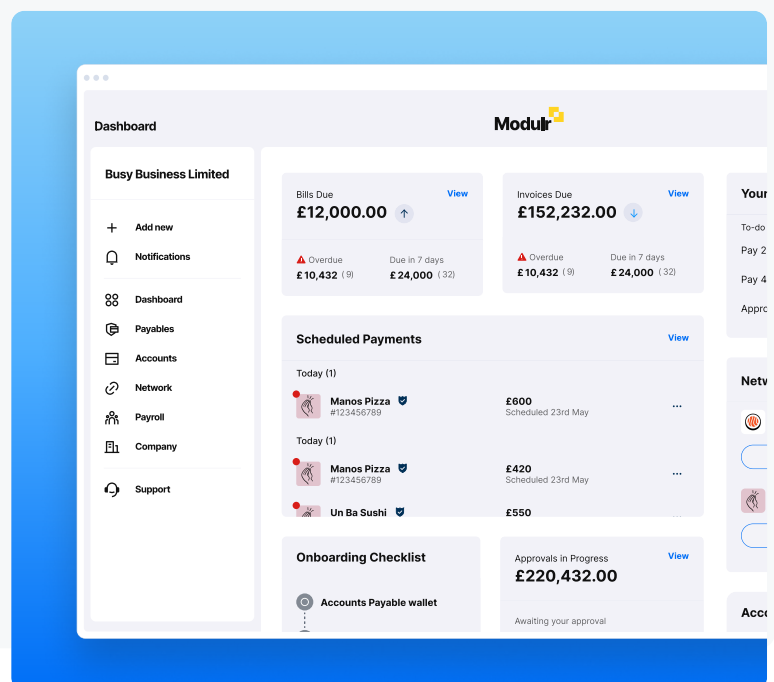 Dashboard
Modulr
Busy Business Limited
Add new
Notifications
Dashboard
Payables
Accounts
Network
Payroll
Company
Support
Bills Due
View
£12,000.00
Overdue
Due in 7 days
£10,432 (9)
£24,000 (32)
Invoices Due
View
£152,232.00
Overdue
Due in 7 days
£10,432 (9)
£24,000 (32)
Scheduled Payments
View
Today (1)
Manos Pizza
£600
#123456789
Scheduled 23rd May
Today (1)
Manos Pizza
£420
#123456789
Scheduled 23rd May
Un Ba Sushi
£550
Onboarding Checklist
Accounts Payable wallet
Approvals in Progress
View
£220,432.00
Awaiting your approval
Your
To-do
Pay 2
Pay 4